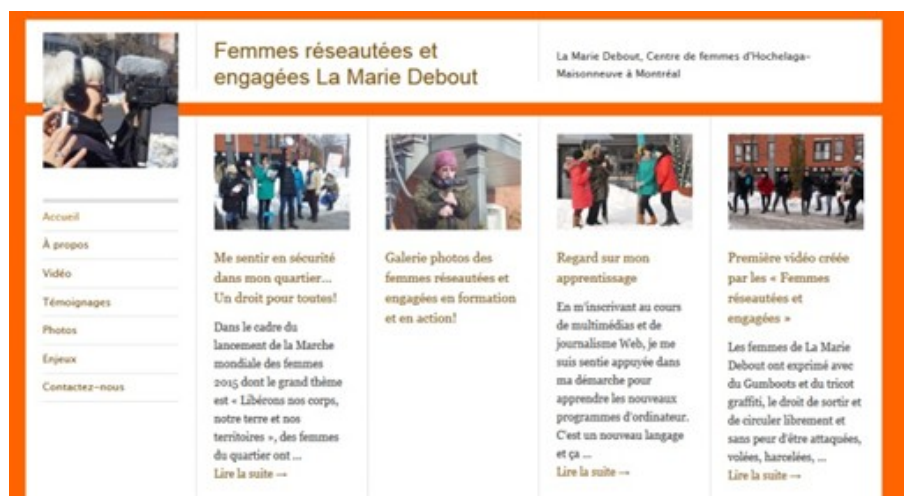 Femmes réseautées et
engagées La Marie Debout
La Marie Debout, Centre de femmes d'Hochelaga-
Maisonneuve à Montréal
Accueil
À propos
Vidéo
Témoignages
Photos
Enjeux
Contactez-nous
Me sentir en sécurité
dans mon quartier...
Un droit pour toutes!
Dans le cadre du
lancement de la Marche
mondiale des femmes
2015 dont le grand thème
est « Libérons nos corps,
notre terre et nos
territoires », des femmes
du quartier ont ...
Lire la suite →
Galerie photos des
femmes réseautées et
engagées en formation
et en action!
Regard sur mon
apprentissage
En m'inscrivant au cours
de multimédias et de
journalisme Web, je me
suis sentie appuyée dans
ma démarche pour
apprendre les nouveaux
programmes d'ordinateur.
C'est un nouveau langage
et ça ...
Lire la suite →
Première vidéo créée
par les « Femmes
réseautées et
engagées »
Les femmes de La Marie
Debout ont exprimé avec
du Gumboots et du tricot
graffiti, le droit de sortir et
de circuler librement et
sans peur d'être attaquées,
volées, harcelées, ...
Lire la suite →